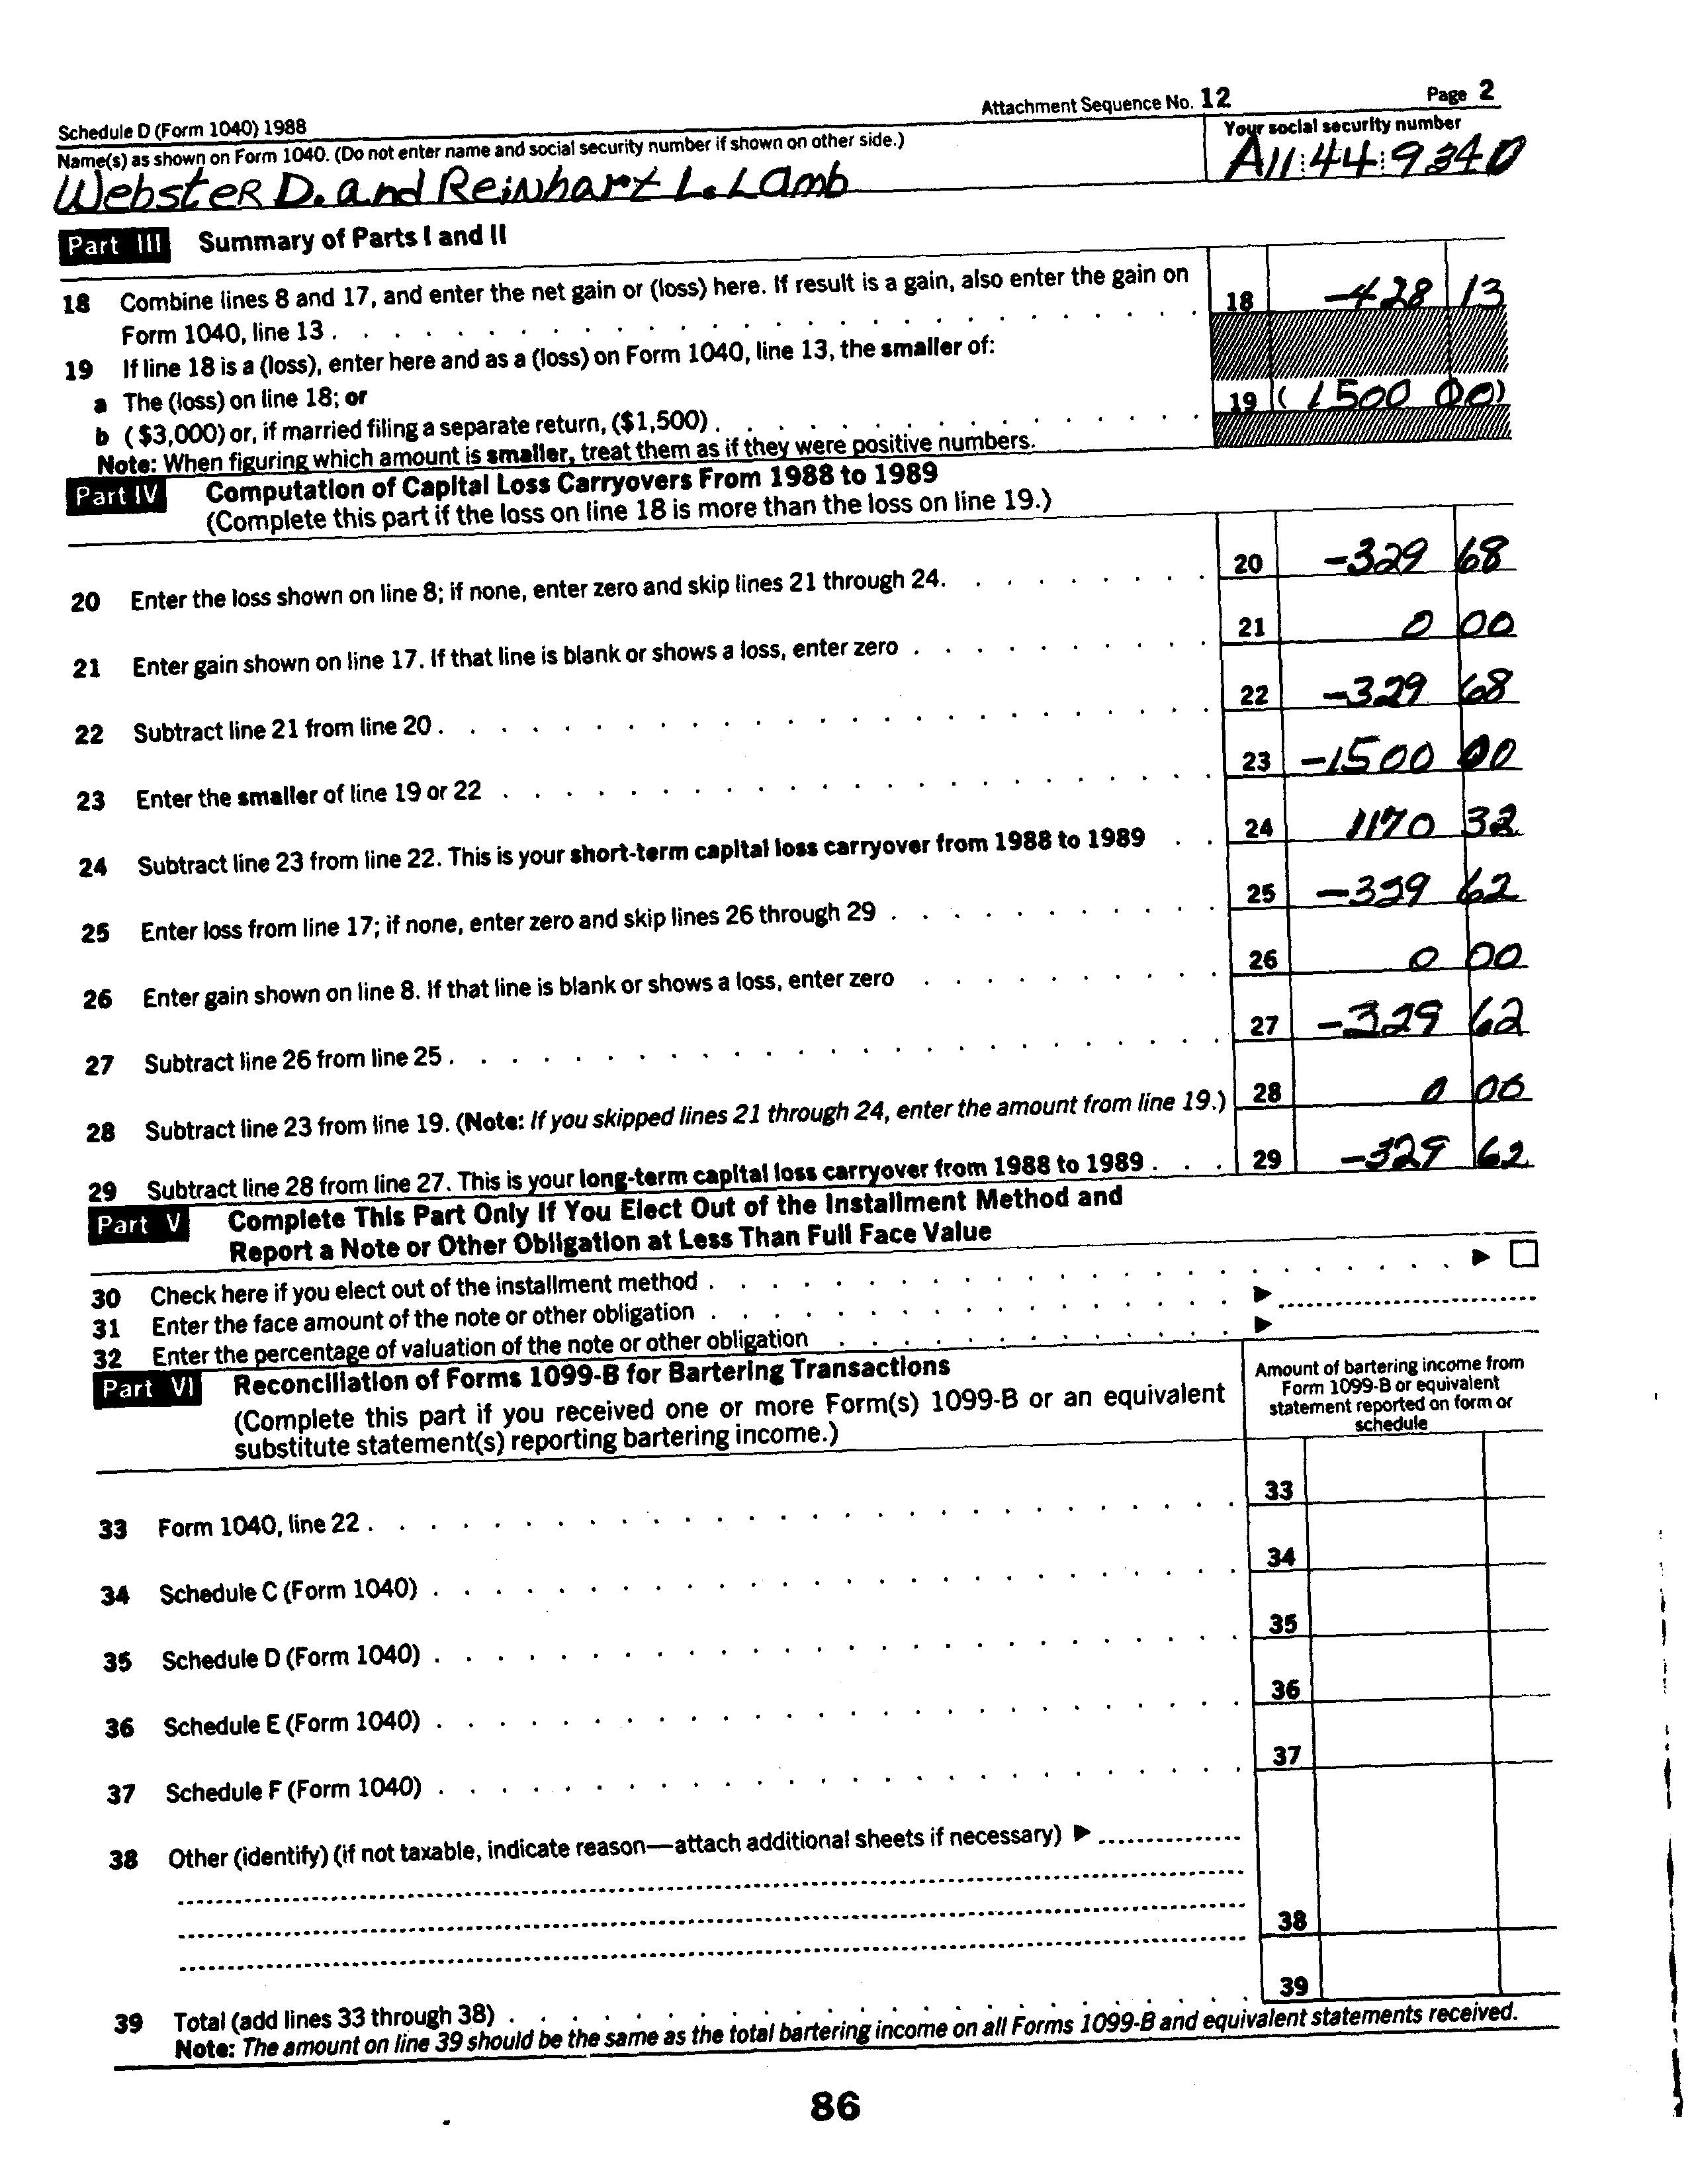 Schedule D (Form 1040) 1988 Attachment Sequence No. 12 Page 2
Name(s) as shown on Form 1040. (Do not enter name and social security number if shown on other side.) Your social security number
Webster D. and Reinhart L. Lamb A11:44:9340
Part III Summary of Parts I and II
18 Combine lines 8 and 17, and enter the net gain or (loss) here. If result is a gain, also enter the gain on
Form 1040, line 13 . . . . 18 -428 13
19 If line 18 is a (loss), enter here and as a (loss) on Form 1040, line 13, the smaller of:
a The (loss) on line 18; or
b ($3,000) or, if married filing a separate return, ($1,500) . . . . 19 (1500 00)
Note: When figuring which amount is smaller, treat them as if they were positive numbers.
Part IV Computation of Capital Loss Carryovers From 1988 to 1989
(Complete this part if the loss on line 18 is more than the loss on line 19.)
20 Enter the loss shown on line 8; if none, enter zero and skip lines 21 through 24. . . . . 20 -329 68
21 Enter gain shown on line 17. If that line is blank or shows a loss, enter zero . . . . 21 0 00
22 Subtract line 21 from line 20 . . . . 22 -329 68
23 Enter the smaller of line 19 or 22 . . . . 23 -1500 00
24 Subtract line 23 from line 22. This is your short-term capital loss carryover from 1988 to 1989 . . 24 1170 32
25 Enter loss from line 17; if none, enter zero and skip lines 26 through 29 . . . . 25 -329 62
26 Enter gain shown on line 8. If that line is blank or shows a loss, enter zero . . . . 26 0 00
27 Subtract line 26 from line 25 . . . . 27 -329 62
28 Subtract line 23 from line 19. (Note: If you skipped lines 21 through 24, enter the amount from line 19.) 28 0 00
29 Subtract line 28 from line 27. This is your long-term capital loss carryover from 1988 to 1989 . . . 29 -329 62
Part V Complete This Part Only If You Elect Out of the Installment Method and
Report a Note or Other Obligation at Less Than Full Face Value
30 Check here if you elect out of the installment method . . . . ▶ ☐
31 Enter the face amount of the note or other obligation . . . . ▶
32 Enter the percentage of valuation of the note or other obligation . . . . ▶
Part VI Reconciliation of Forms 1099-B for Bartering Transactions
(Complete this part if you received one or more Form(s) 1099-B or an equivalent
substitute statement(s) reporting bartering income.)
Amount of bartering income from
Form 1099-B or equivalent
statement reported on form or
schedule
33 Form 1040, line 22 . . . . 33
34 Schedule C (Form 1040) . . . . 34
35 Schedule D (Form 1040) . . . . 35
36 Schedule E (Form 1040) . . . . 36
37 Schedule F (Form 1040) . . . . 37
38 Other (identify) (if not taxable, indicate reason—attach additional sheets if necessary) ▶
38
39 Total (add lines 33 through 38) . . . . 39
Note: The amount on line 39 should be the same as the total bartering income on all Forms 1099-B and equivalent statements received.
86